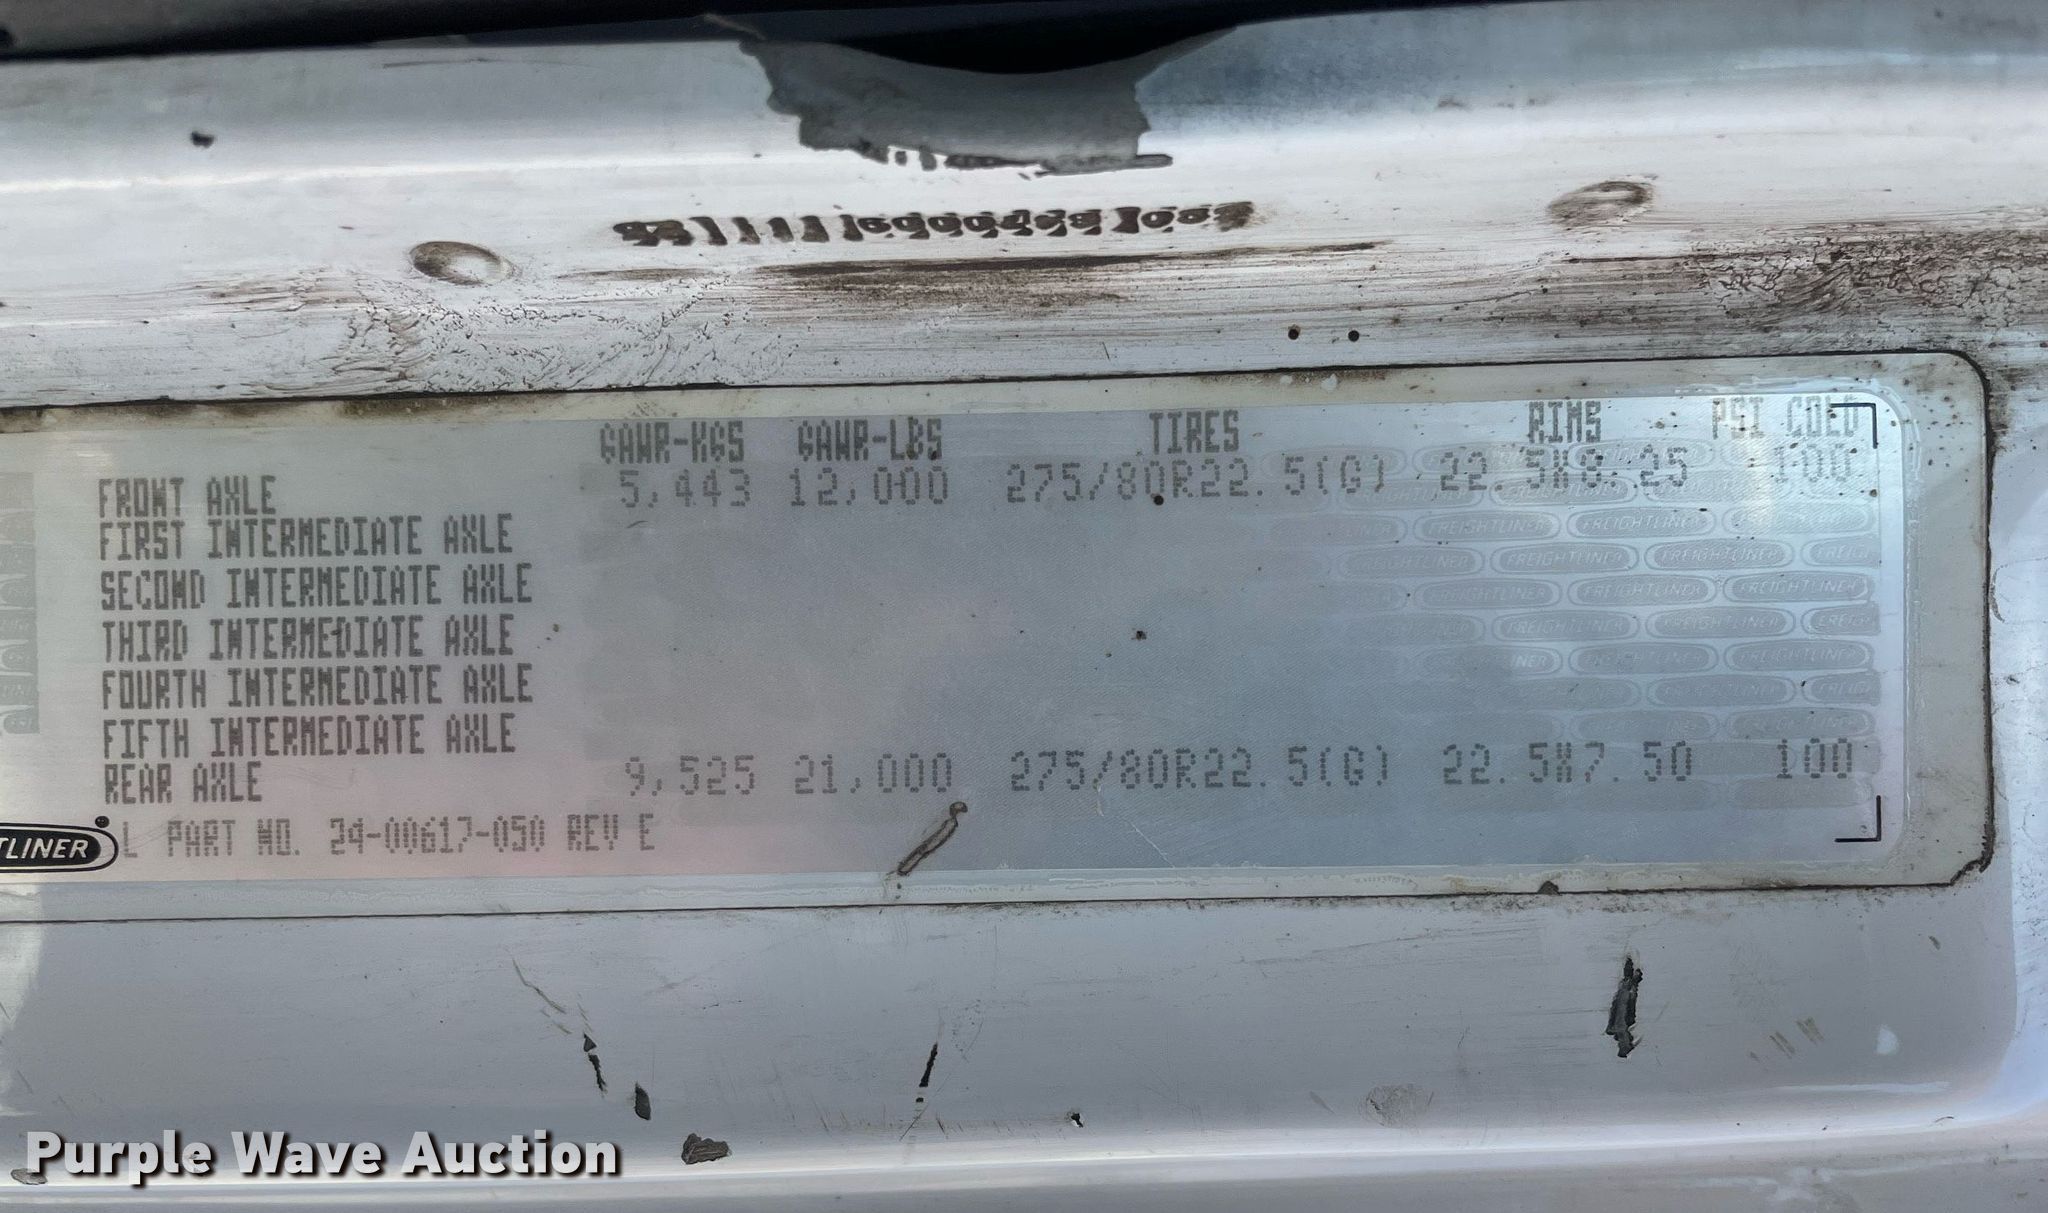 GAWR-KGS GAWR-LBS TIRES RIMS PSI COLD
FRONT AXLE 5,443 12,000 275/80R22.5(G) 22.5X8.25 100
FIRST INTERMEDIATE AXLE
SECOND INTERMEDIATE AXLE
THIRD INTERMEDIATE AXLE
FOURTH INTERMEDIATE AXLE
FIFTH INTERMEDIATE AXLE
REAR AXLE 9,525 21,000 275/80R22.5(G) 22.5X7.50 100
TLINER L PART NO. 24-00617-050 REV E
FREIGHTLINER
Purple Wave Auction